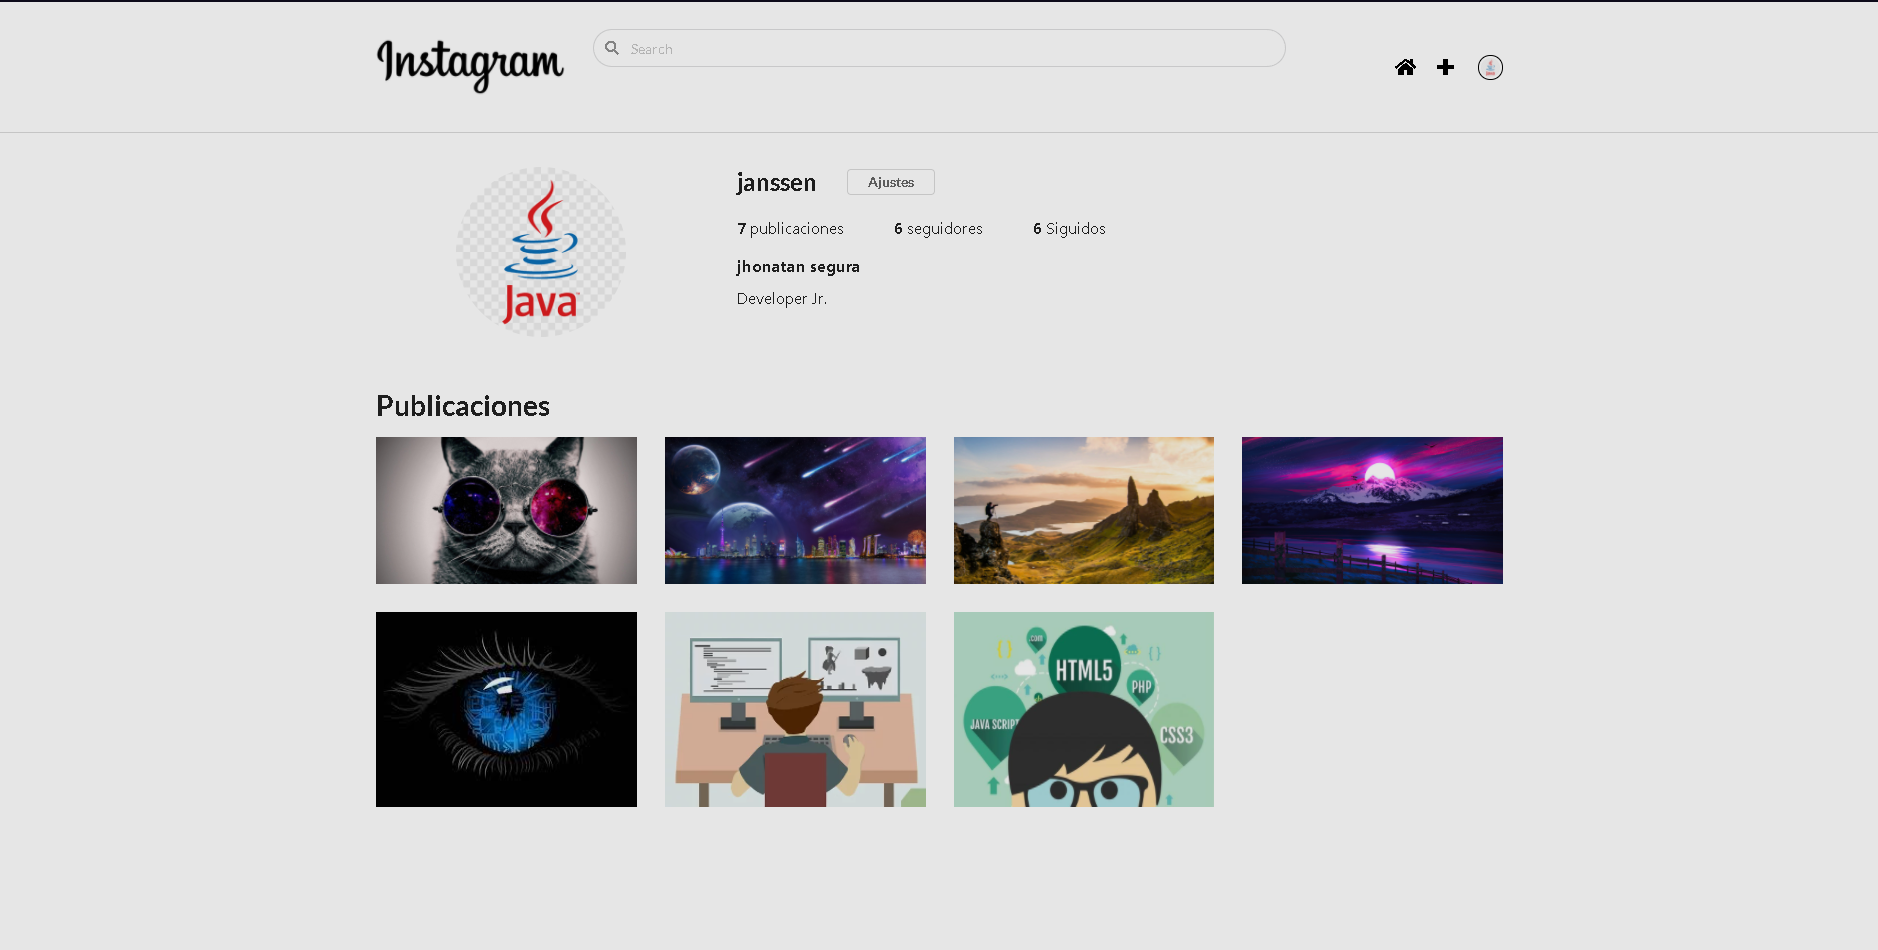 Instagram
Search
janssen
Ajustes
7 publicaciones
6 seguidores
6 Siguidos
jhonatan segura
Developer Jr.
Java
Publicaciones
.com
HTML5
PHP
JAVA SCRIPT
CSS3